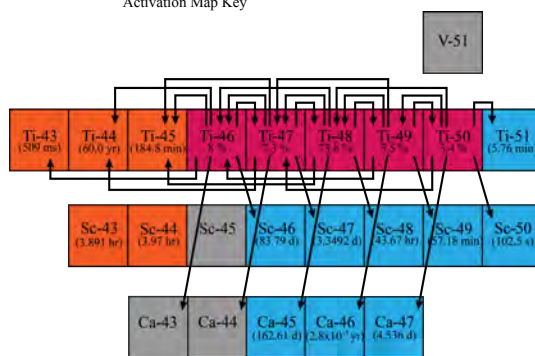 Activation Map Key
V-51
Ti-43 Ti-44 Ti-45 Ti-46 Ti-47 Ti-48 Ti-49 Ti-50 Ti-51
(509 ms) (60.0 yr) (184.8 min) 8 % 7.3 % 73.8 % 5.5 % 5.4 % (5.76 min
Sc-43 Sc-44 Sc-45 Sc-46 Sc-47 Sc-48 Sc-49 Sc-50
(3.891 hr) (3.97 hr) (83.79 d) (3.3492 d) (43.67 hr) (57.18 min) (102.5 s)
Ca-43 Ca-44 Ca-45 Ca-46 Ca-47
(162.61 d) yr) (4.536 d)